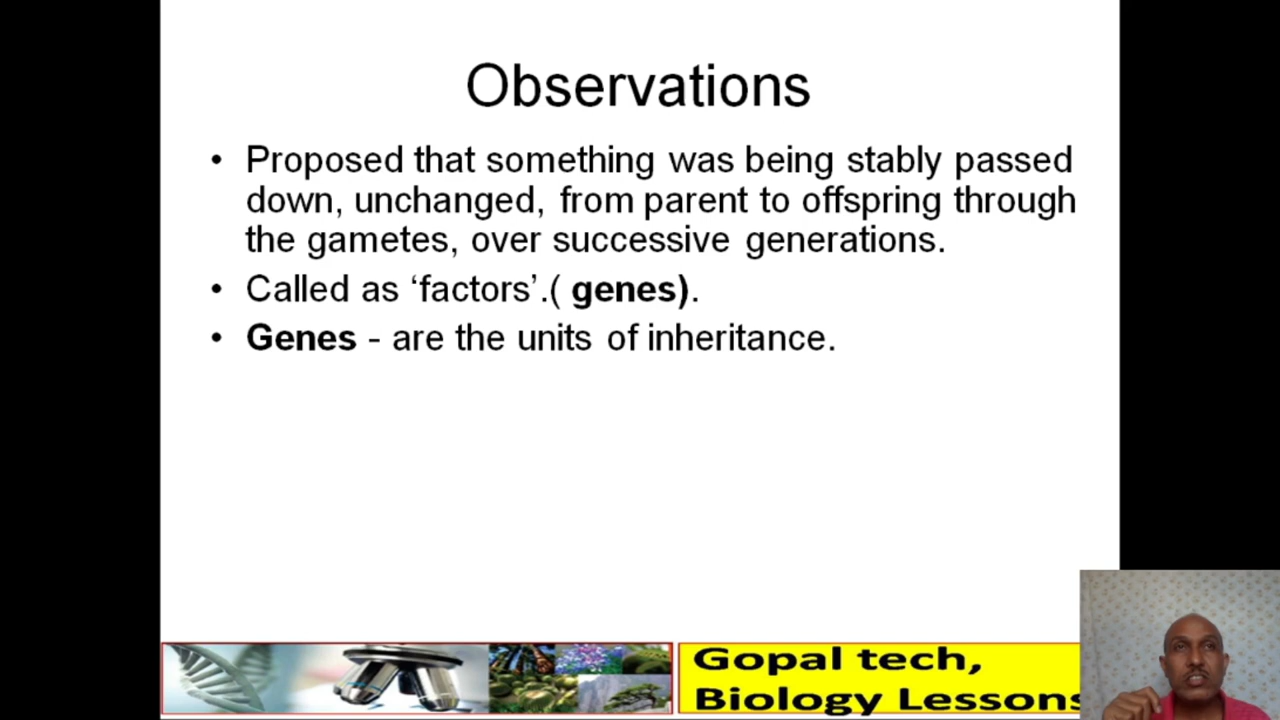 Observations
• Proposed that something was being stably passed
down, unchanged, from parent to offspring through
the gametes, over successive generations.
• Called as ‘factors’.( genes).
• Genes - are the units of inheritance.
Gopal tech,
Biology Lessons